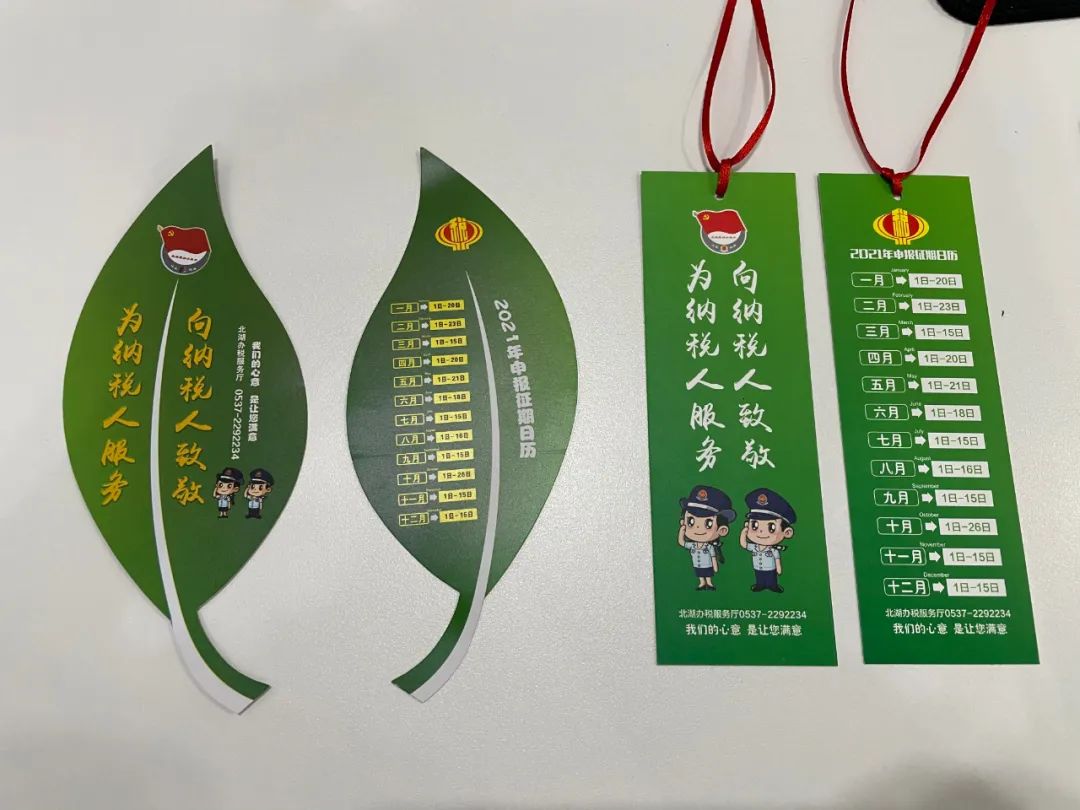 为纳税人服务
向纳税人致敬
北湖办税服务厅 0537-2292234
我们的心意 是让您满意
税
2021年申报征期日历
一月 1日-20日
二月 1日-23日
三月 1日-15日
四月 1日-20日
五月 1日-21日
六月 1日-18日
七月 1日-15日
八月 1日-16日
九月 1日-15日
十月 1日-26日
十一月 1日-15日
十二月 1日-15日
向纳税人致敬
为纳税人服务
北湖办税服务厅0537-2292234
我们的心意 是让您满意
税
2021年申报征期日历
January
一月 1日-20日
February
二月 1日-23日
March
三月 1日-15日
April
四月 1日-20日
May
五月 1日-21日
June
六月 1日-18日
July
七月 1日-15日
August
八月 1日-16日
September
九月 1日-15日
October
十月 1日-26日
November
十一月 1日-15日
December
十二月 1日-15日
北湖办税服务厅0537-2292234
我们的心意 是让您满意